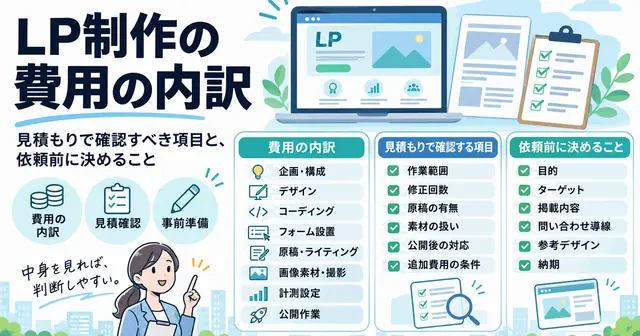 LP制作の
費用の内訳
見積もりで確認すべき項目と、
依頼前に決めること
費用の
内訳
見積確認
事前準備
中身を見れば、
判断しやすい。
LP
費用の内訳
企画・構成
デザイン
コーディング
フォーム設置
原稿・ライティング
画像素材・撮影
計測設定
公開作業
見積もりで確認する項目
作業範囲
修正回数
原稿の有無
素材の扱い
公開後の対応
追加費用の条件
依頼前に決めること
目的
ターゲット
掲載内容
問い合わせ導線
参考デザイン
納期